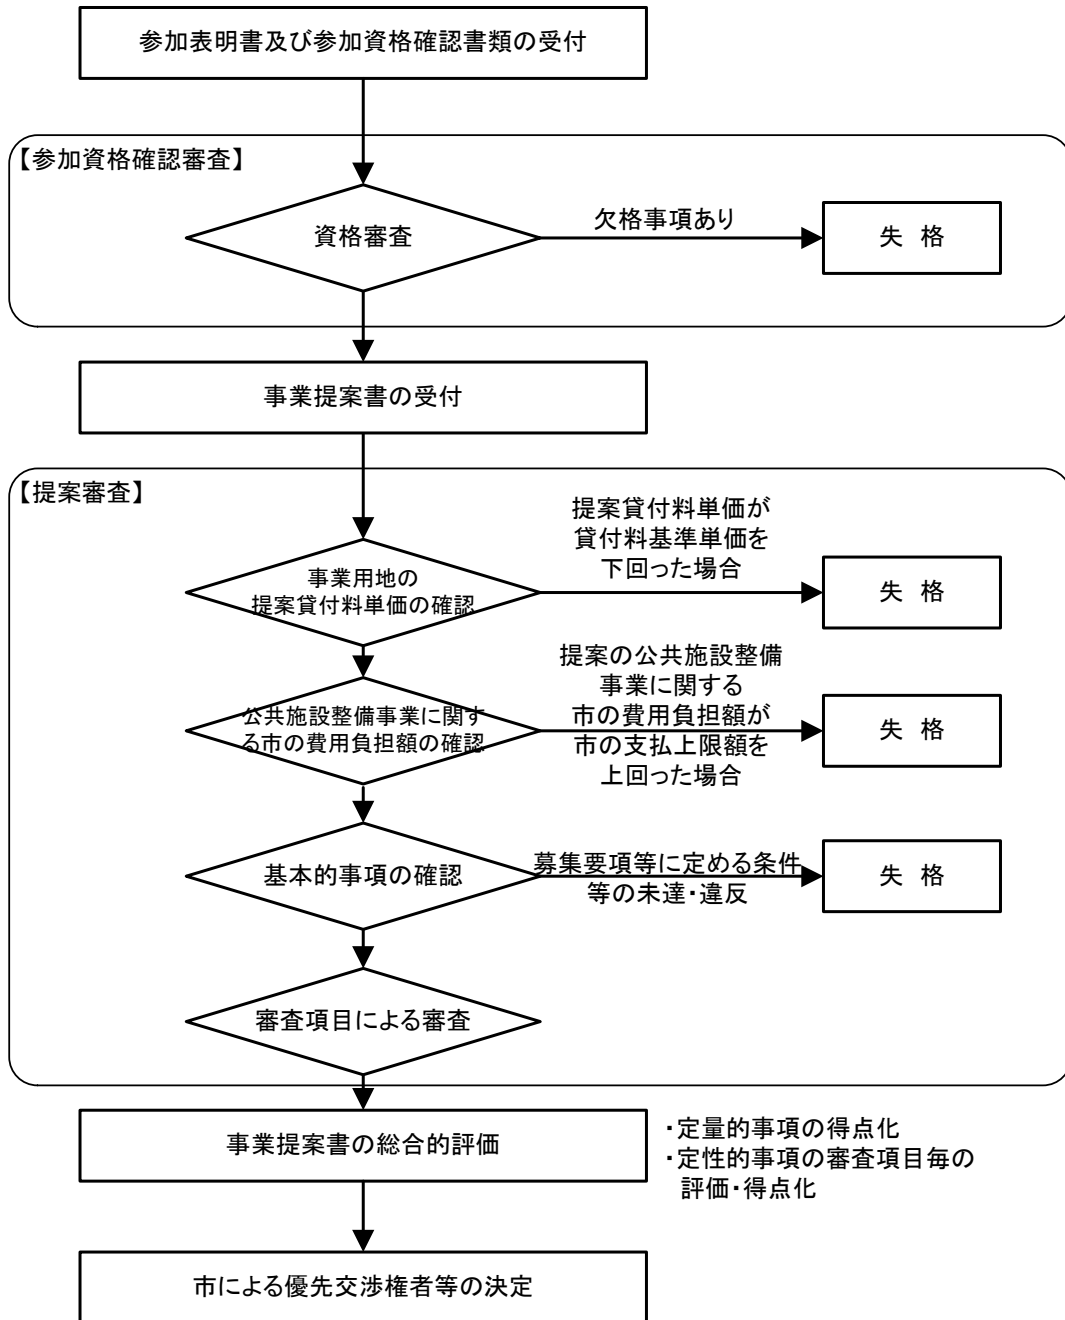 参加表明書及び参加資格確認書類の受付
【参加資格確認審査】
資格審査
欠格事項あり
失 格
事業提案書の受付
【提案審査】
提案貸付料単価が
貸付料基準単価を
下回った場合
事業用地の
提案貸付料単価の確認
失 格
提案の公共施設整備
事業に関する
市の費用負担額が
市の支払上限額を
上回った場合
公共施設整備事業に関す
る市の費用負担額の確認
失 格
基本的事項の確認
募集要項等に定める条件
等の未達・違反
失 格
審査項目による審査
事業提案書の総合的評価
・定量的事項の得点化
・定性的事項の審査項目毎の
評価・得点化
市による優先交渉権者等の決定